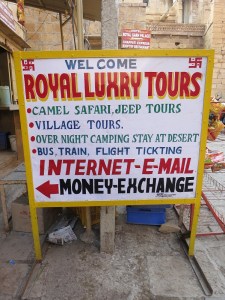 WEL COME
ROYAL LUXRY TOURS
•CAMEL SAFARI, JEEP TOURS
•VILLAGE TOURS.
•OVER NIGHT CAMPING STAY AT DESERT
•BUS, TRAIN, FLIGHT TICKTING
INTERNET-E-MAIL
MONEY-EXCHANGE